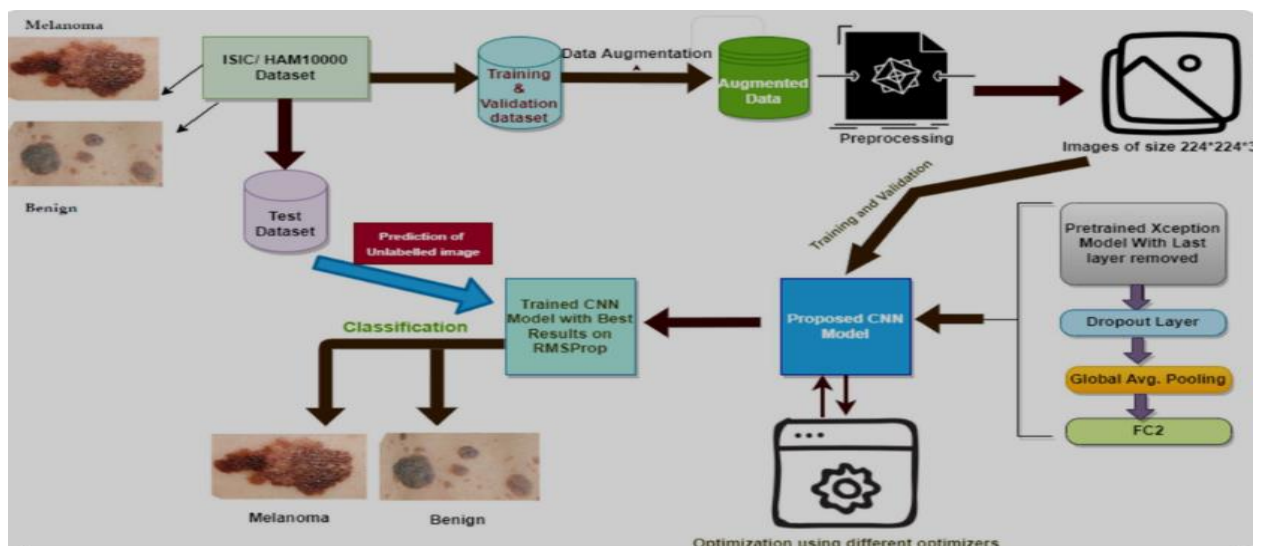 Melanoma
ISIC/ HAM10000
Dataset
Benign
Training
&
Validation
dataset
Data Augmentation
Augmented
Data
Preprocessing
Images of size 224*224*3
Test
Dataset
Prediction of
Unlabelled image
Training and Validation
Pretrained Xception
Model With Last
layer removed
Dropout Layer
Global Avg. Pooling
FC2
Proposed CNN
Model
Trained CNN
Model with Best
Results on
RMSProp
Classification
Melanoma
Benign
Optimization using different optimizers